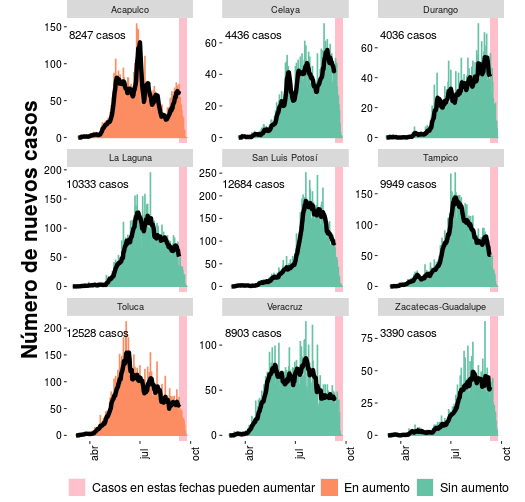 Número de nuevos casos
Acapulco
8247 casos
150
100
50
0
Celaya
4436 casos
60
40
20
0
Durango
4036 casos
60
40
20
0
La Laguna
10333 casos
200
150
100
50
0
San Luis Potosí
12684 casos
250
200
150
100
50
0
Tampico
9949 casos
150
100
50
0
Toluca
12528 casos
200
150
100
50
0
Veracruz
8903 casos
100
50
0
Zacatecas-Guadalupe
3390 casos
75
50
25
0
abr jul oct
abr jul oct
abr jul oct
Casos en estas fechas pueden aumentar En aumento Sin aumento